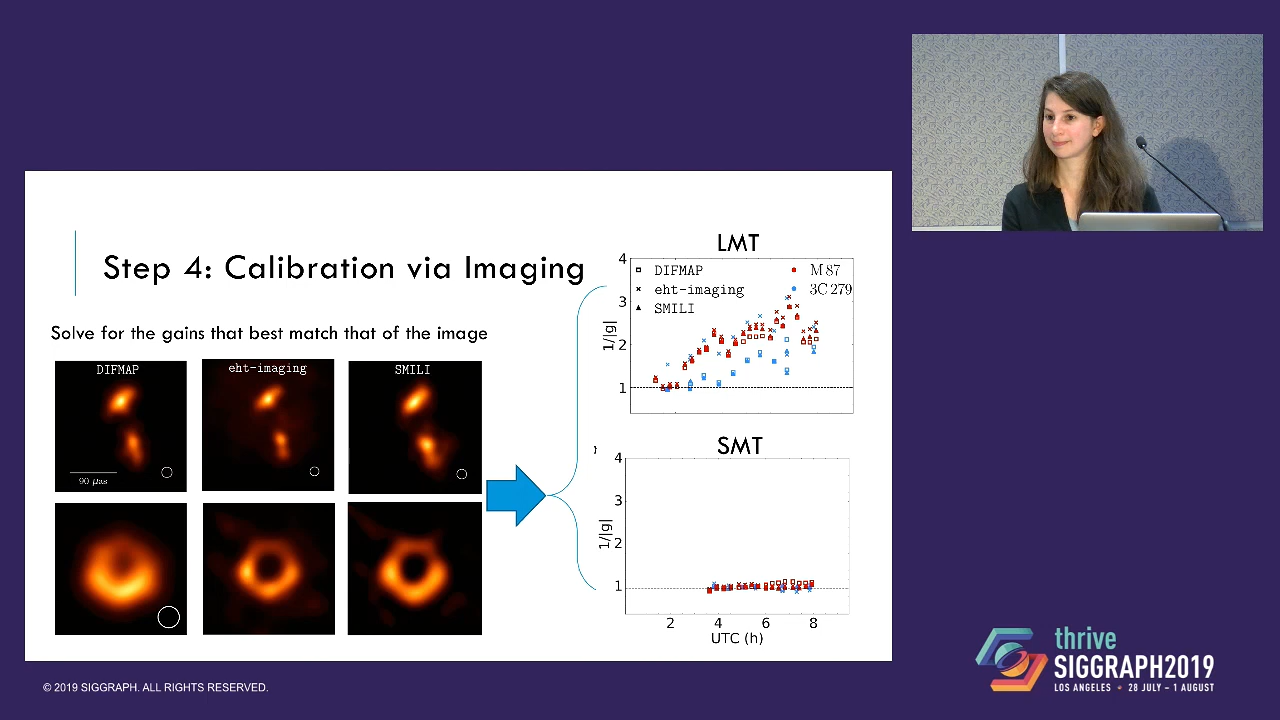 Step 4: Calibration via Imaging
Solve for the gains that best match that of the image
DIFMAP
eht-imaging
SMILI
90 μas
LMT
4
3
2
1
1/|g|
DIFMAP
eht-imaging
SMILI
M 87
3C 279
SMT
4
3
2
1
1/|g|
2 4 6 8
UTC (h)
thrive
SIGGRAPH2019
LOS ANGELES • 28 JULY – 1 AUGUST
© 2019 SIGGRAPH. ALL RIGHTS RESERVED.